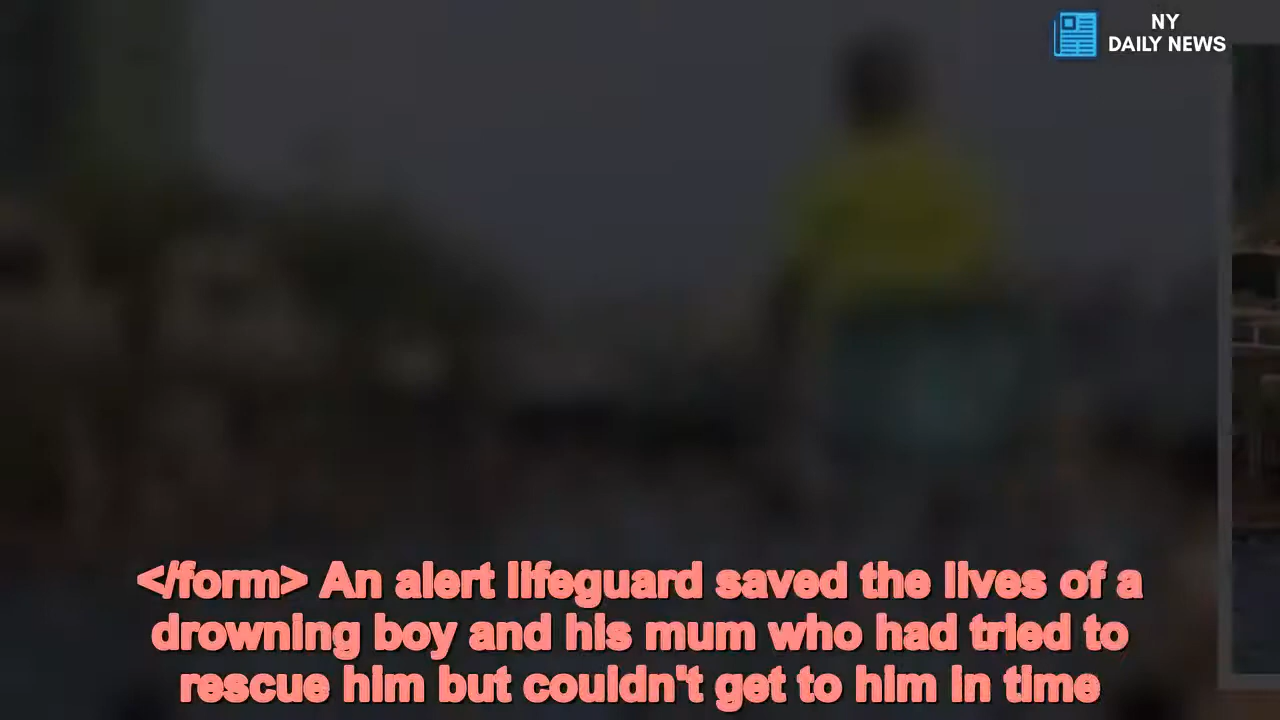 NY
DAILY NEWS
</form> An alert lifeguard saved the lives of a
drowning boy and his mum who had tried to
rescue him but couldn't get to him in time